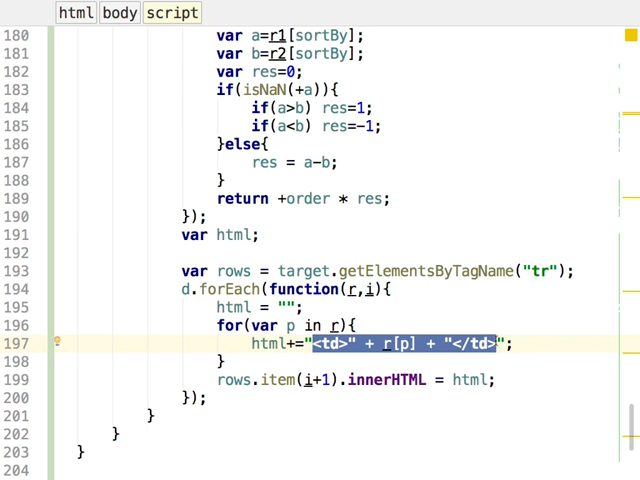 html body script
180 var a=r1[sortBy];
181 var b=r2[sortBy];
182 var res=0;
183 if(isNaN(+a)){
184 if(a>b) res=1;
185 if(a<b) res=-1;
186 }else{
187 res = a-b;
188 }
189 return +order * res;
190 });
191 var html;
192
193 var rows = target.getElementsByTagName("tr");
194 d.forEach(function(r,i){
195 html = "";
196 for(var p in r){
197 html+="<td>" + r[p] + "</td>";
198 }
199 rows.item(i+1).innerHTML = html;
200 });
201 }
202 }
203 }
204